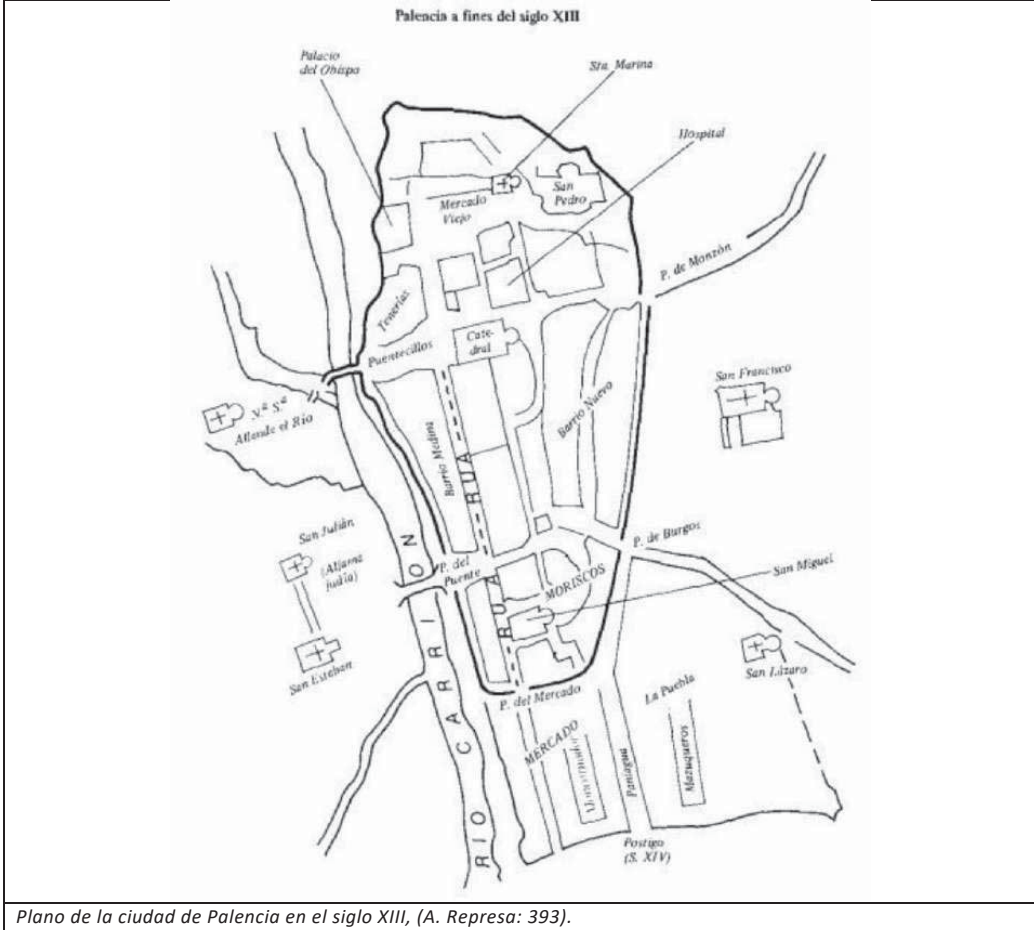 Palencia a fines del siglo XIII
Palacio
del Obispo
Sta. Marina
Hospital
San
Pedro
Mercado
Viejo
P. de Monzón
Tenerías
Puentecillos
Cate-
dral
San Francisco
N.ª S.ª
Allende el Río
Barrio Medina
RUA
Barrio Nuevo
San Julián
(Aljama
judía)
P. del
Puente
P. de Burgos
RUA
MORISCOS
San Miguel
San Esteban
San Lázaro
P. del Mercado
La Puebla
MERCADO
Paniagua
Mazuqueros
RIO CARRION
Postigo
(S. XIV)
Plano de la ciudad de Palencia en el siglo XIII, (A. Represa: 393).